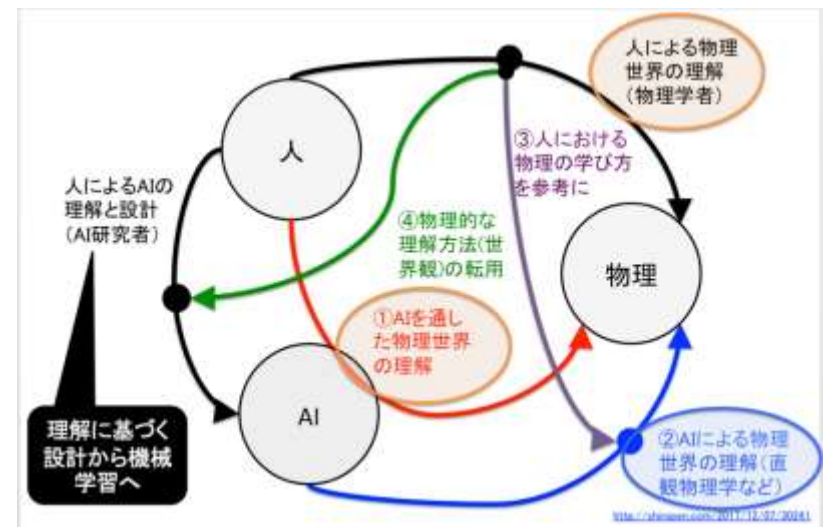 人による物理
世界の理解
(物理学者)
人
③人における
物理の学び方
を参考に
人によるAIの
理解と設計
(AI研究者)
④物理的な
理解方法(世
界観)の転用
物理
①AIを通し
た物理世界
の理解
AI
理解に基づく
設計から機械
学習へ
②AIによる物理
世界の理解(直
観物理学など)